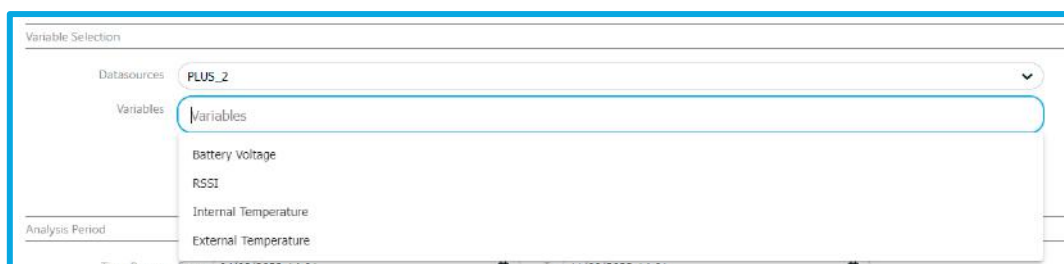 Variable Selection
Datasources PLUS_2
Variables Variables
Battery Voltage
RSSI
Internal Temperature
Analysis Period
External Temperature